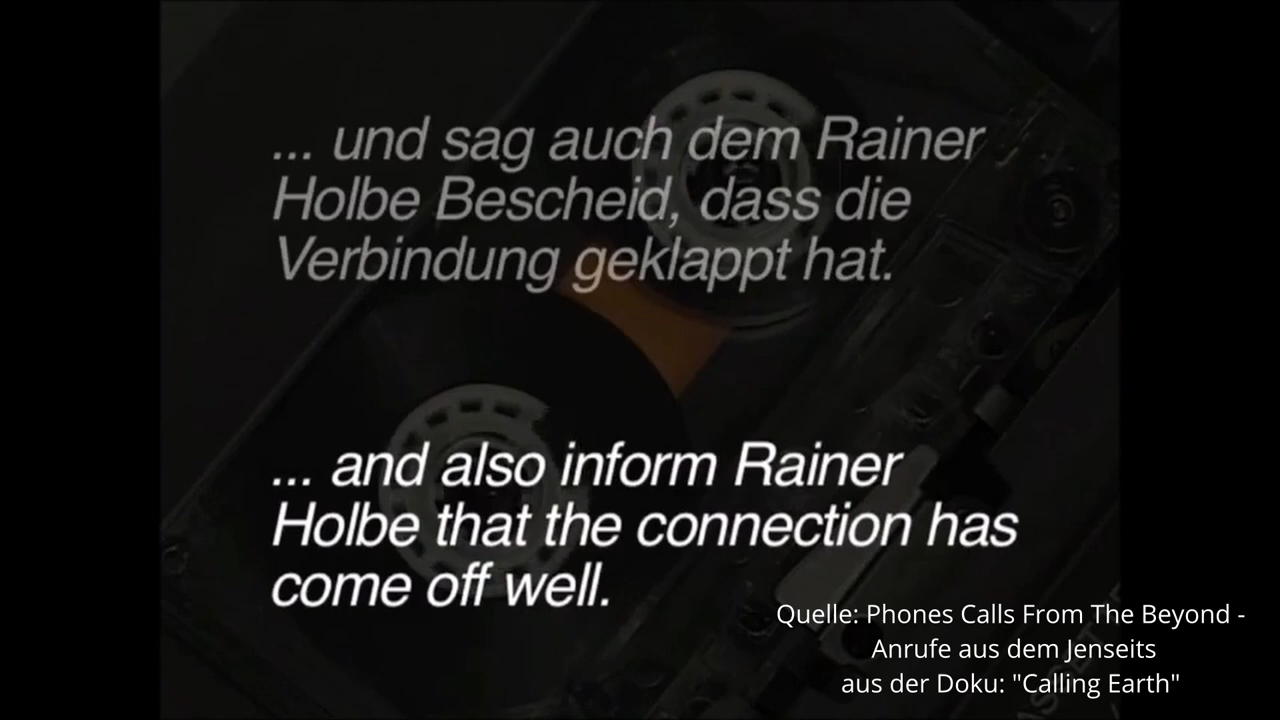 ... und sag auch dem Rainer
Holbe Bescheid, dass die
Verbindung geklappt hat.
... and also inform Rainer
Holbe that the connection has
come off well.
Quelle: Phones Calls From The Beyond -
Anrufe aus dem Jenseits
aus der Doku: "Calling Earth"